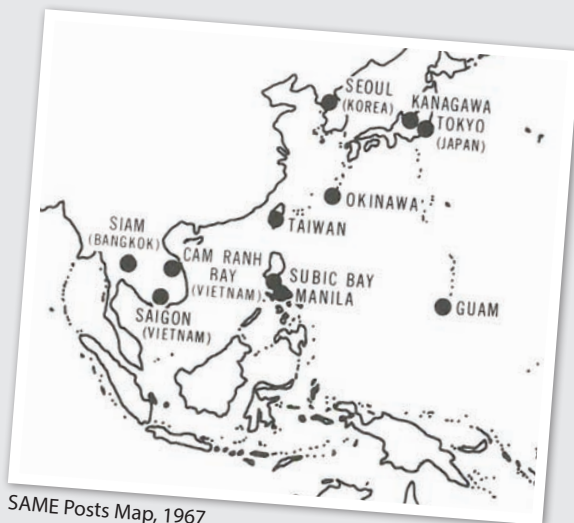 SEOUL
(KOREA)
KANAGAWA
TOKYO
(JAPAN)
OKINAWA
TAIWAN
SIAM
(BANGKOK)
CAM RANH
RAY
(VIETNAM)
SUBIC BAY
MANILA
SAIGON
(VIETNAM)
GUAM
SAME Posts Map, 1967